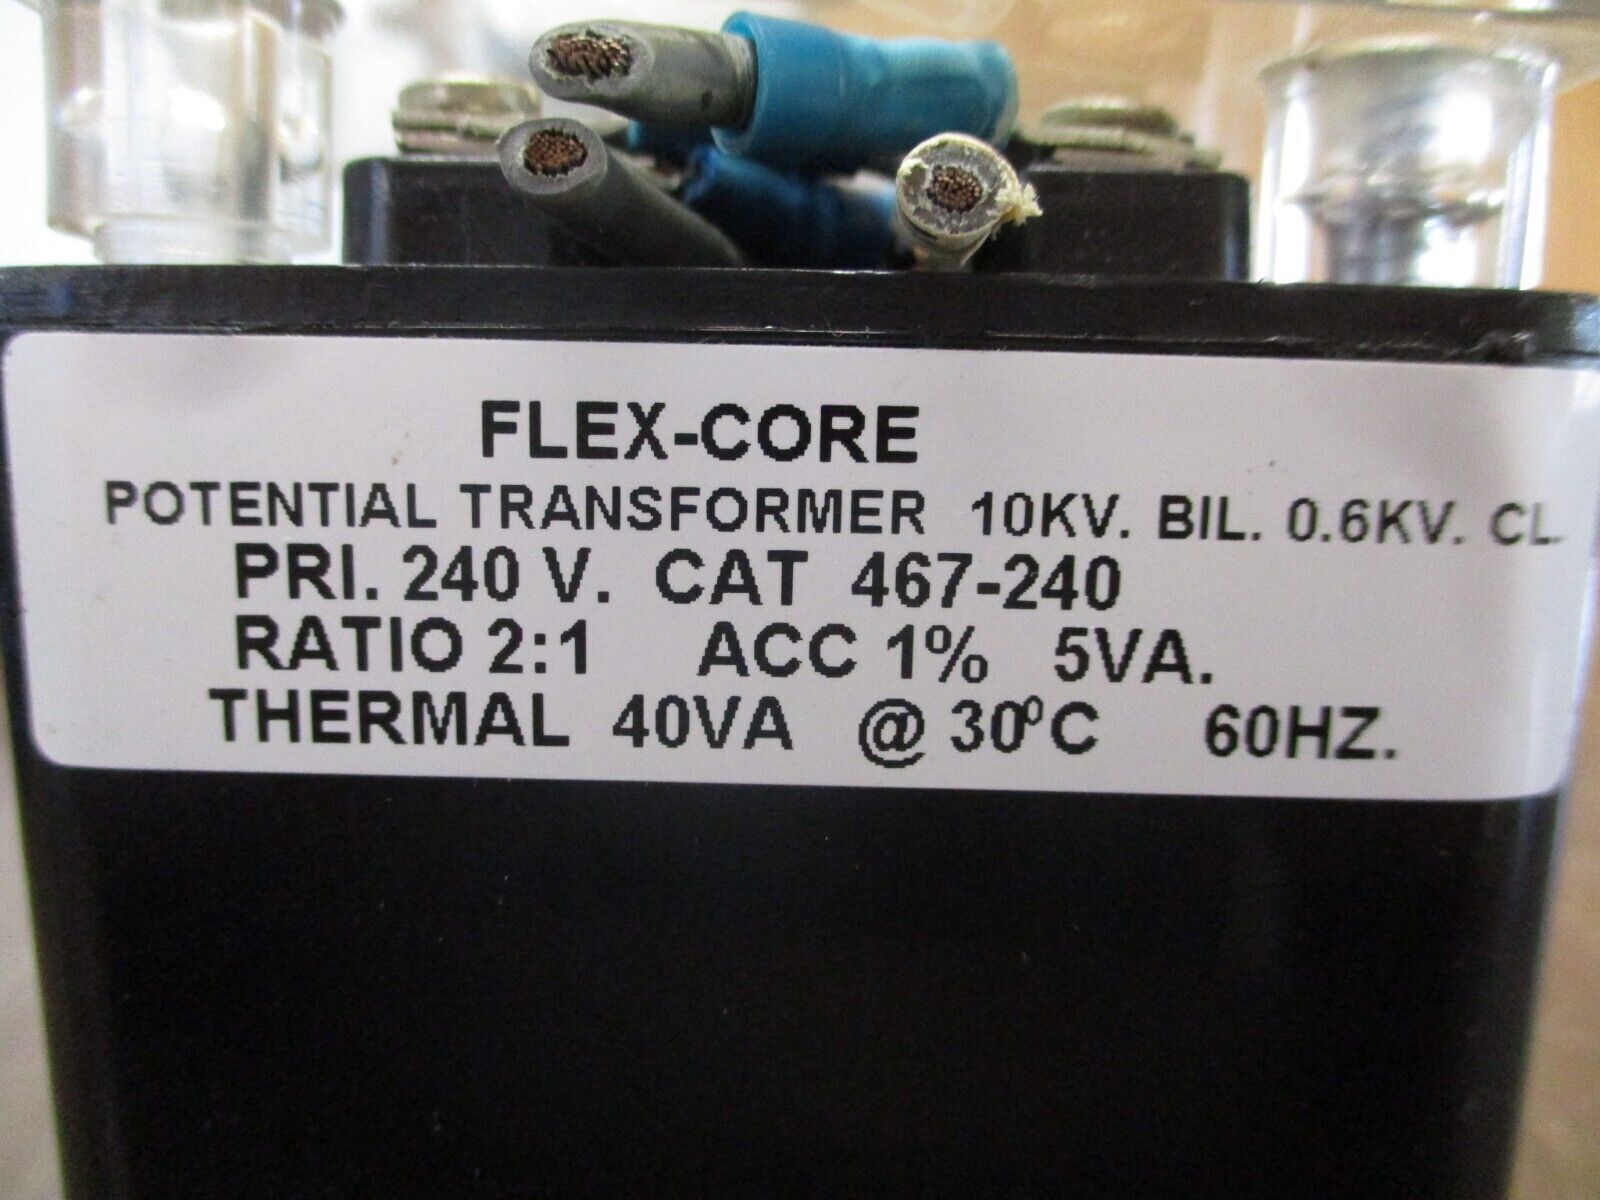 FLEX-CORE
POTENTIAL TRANSFORMER 10KV. BIL. 0.6KV. CL.
PRI. 240 V. CAT 467-240
RATIO 2:1 ACC 1% 5VA.
THERMAL 40VA @ 30ºC 60HZ.